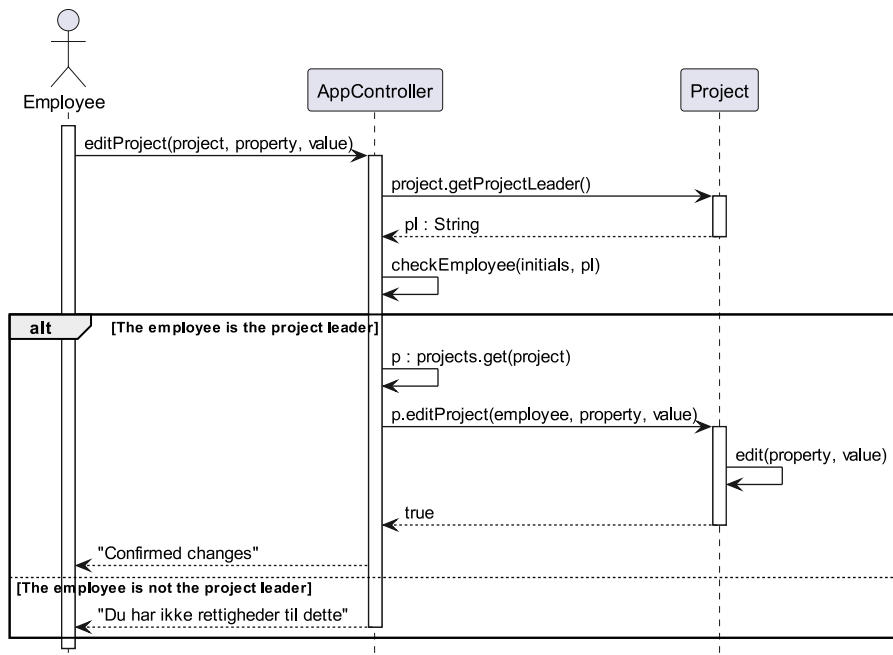 Employee
AppController
Project
editProject(project, property, value)
project.getProjectLeader()
pl : String
checkEmployee(initials, pl)
alt
[The employee is the project leader]
p : projects.get(project)
p.editProject(employee, property, value)
edit(property, value)
true
"Confirmed changes"
[The employee is not the project leader]
"Du har ikke rettigheder til dette"